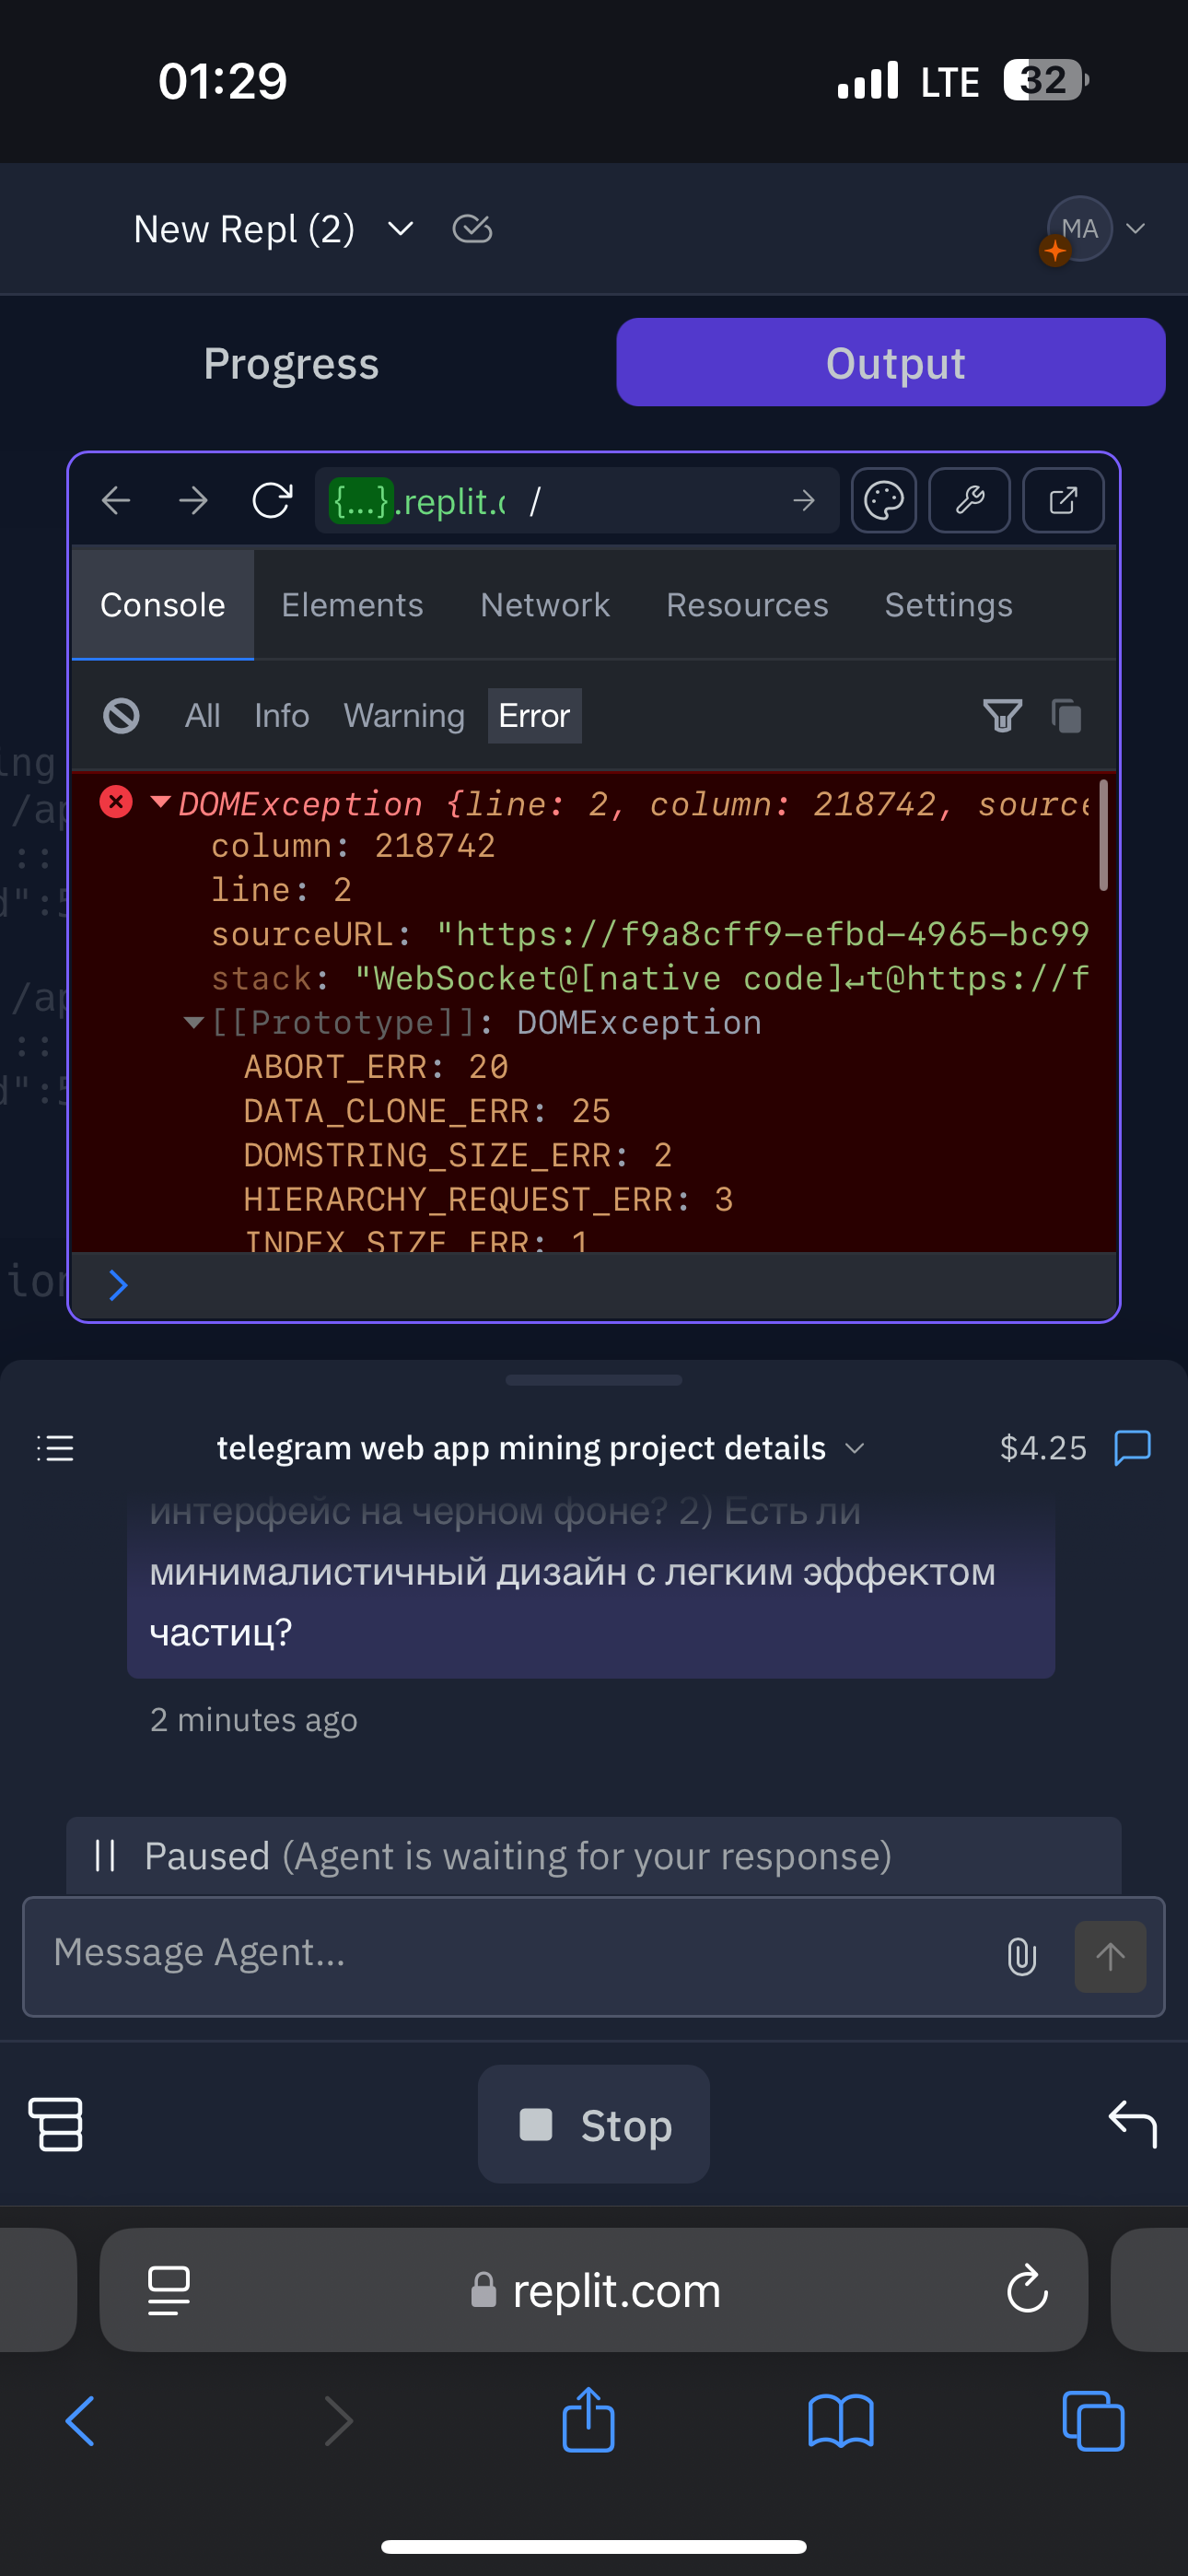 01:29
LTE 32
New Repl (2)
MA
Progress
Output
{...}.replit. /
Console Elements Network Resources Settings
All Info Warning Error
DOMException {line: 2, column: 218742, source
column: 218742
line: 2
sourceURL: "https://f9a8cff9-efbd-4965-bc99
stack: "WebSocket@[native code]↵t@https://f
[[Prototype]]: DOMException
ABORT_ERR: 20
DATA_CLONE_ERR: 25
DOMSTRING_SIZE_ERR: 2
HIERARCHY_REQUEST_ERR: 3
INDEX_SIZE_ERR: 1
telegram web app mining project details
$4.25
интерфейс на черном фоне? 2) Есть ли
минималистичный дизайн с легким эффектом
частиц?
2 minutes ago
Paused (Agent is waiting for your response)
Message Agent...
Stop
replit.com